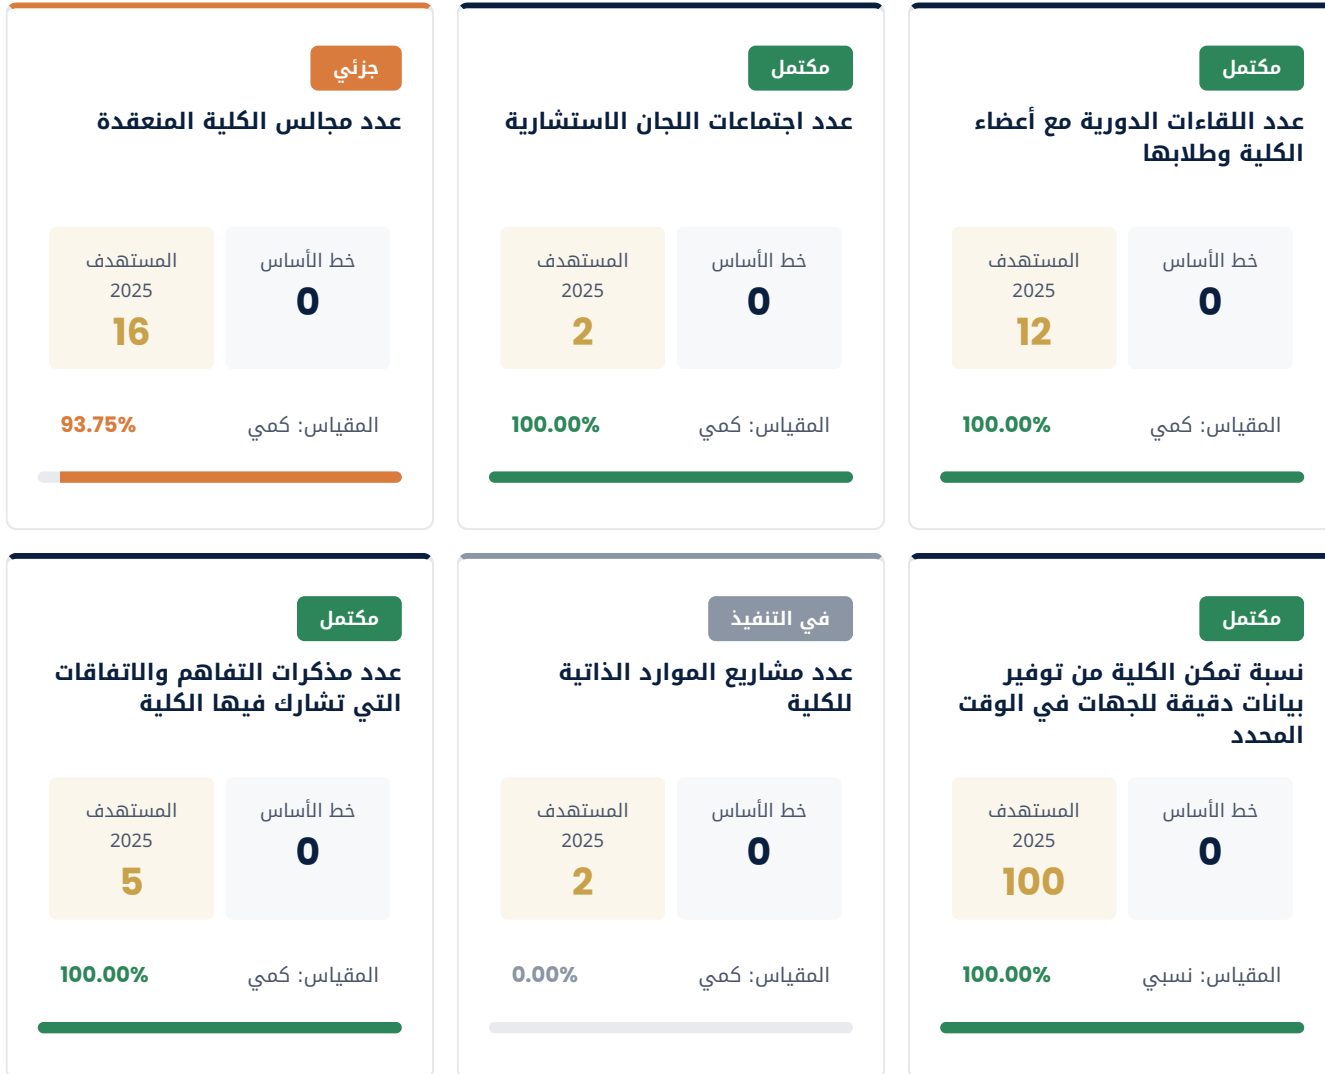 مكتمل
عدد اللقاءات الدورية مع أعضاء
الكلية وطلابها
خط الأساس
0
المستهدف
2025
12
المقياس: كمي
100.00%
مكتمل
عدد اجتماعات اللجان الاستشارية
خط الأساس
0
المستهدف
2025
2
المقياس: كمي
100.00%
جزئي
عدد مجالس الكلية المنعقدة
خط الأساس
0
المستهدف
2025
16
المقياس: كمي
93.75%
مكتمل
نسبة تمكن الكلية من توفير
بيانات دقيقة للجهات في الوقت
المحدد
خط الأساس
0
المستهدف
2025
100
المقياس: نسبي
100.00%
في التنفيذ
عدد مشاريع الموارد الذاتية
للكلية
خط الأساس
0
المستهدف
2025
2
المقياس: كمي
0.00%
مكتمل
عدد مذكرات التفاهم والاتفاقات
التي تشارك فيها الكلية
خط الأساس
0
المستهدف
2025
5
المقياس: كمي
100.00%